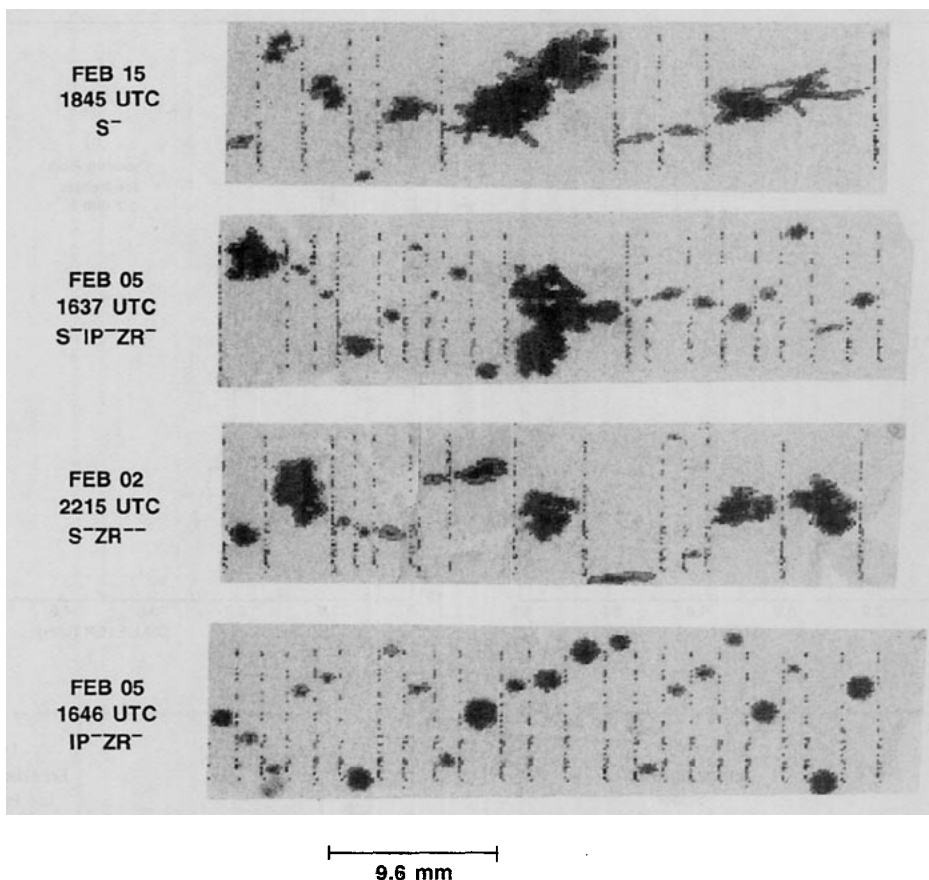 FEB 15
1845 UTC
S⁻
FEB 05
1637 UTC
S⁻IP⁻ZR⁻
FEB 02
2215 UTC
S⁻ZR⁻⁻
FEB 05
1646 UTC
IP⁻ZR⁻
9.6 mm